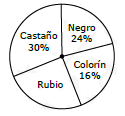 Castaño
30%
Negro
24%
Colorín
16%
Rubio